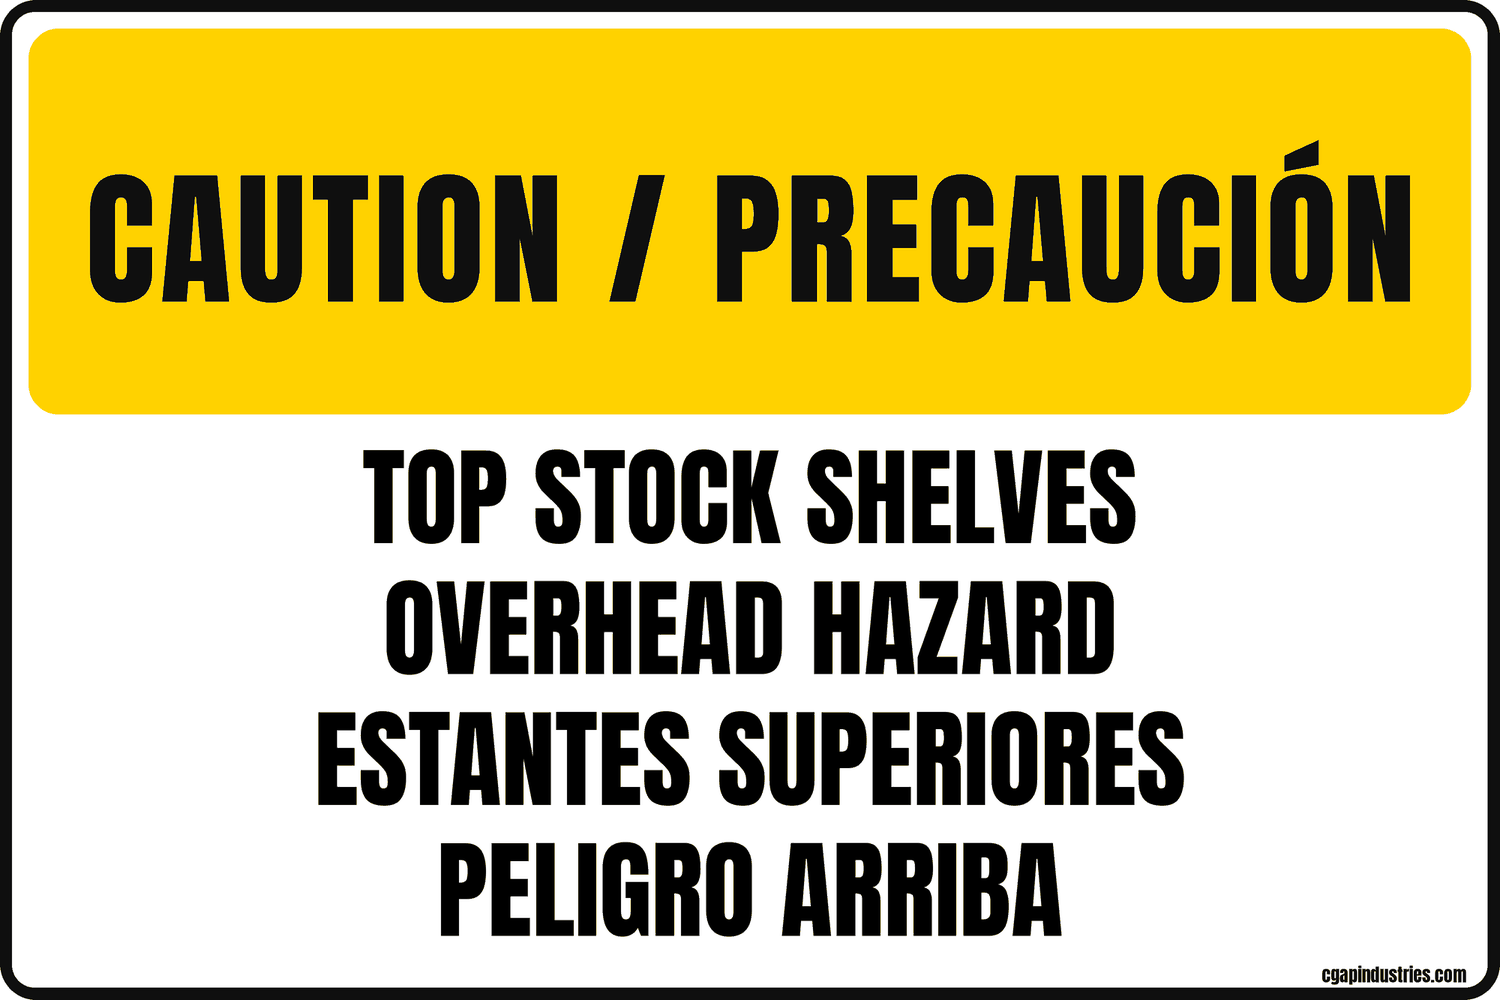 CAUTION / PRECAUCIÓN
TOP STOCK SHELVES
OVERHEAD HAZARD
ESTANTES SUPERIORES
PELIGRO ARRIBA
cgapindustries.com